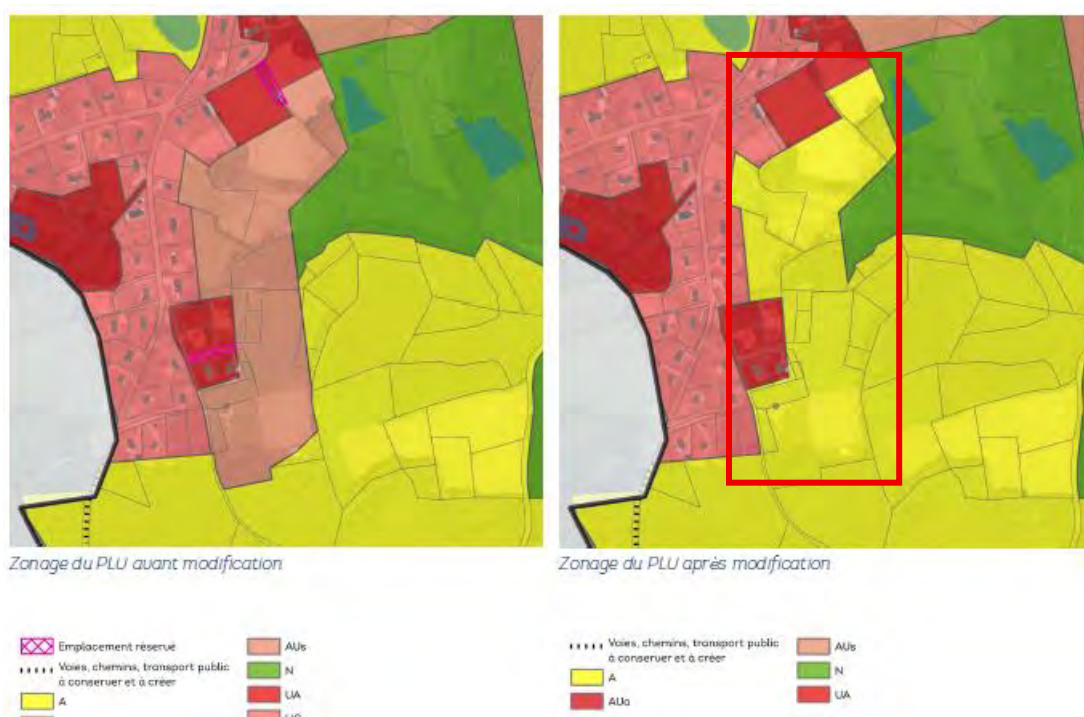 Zonage du PLU avant modification
Zonage du PLU après modification
Emplacement réservé
Voies, chemins, transport public
à conserver et à créer
A
AUs
N
UA
UC
Voies, chemins, transport public
à conserver et à créer
A
AUa
AUs
N
UA